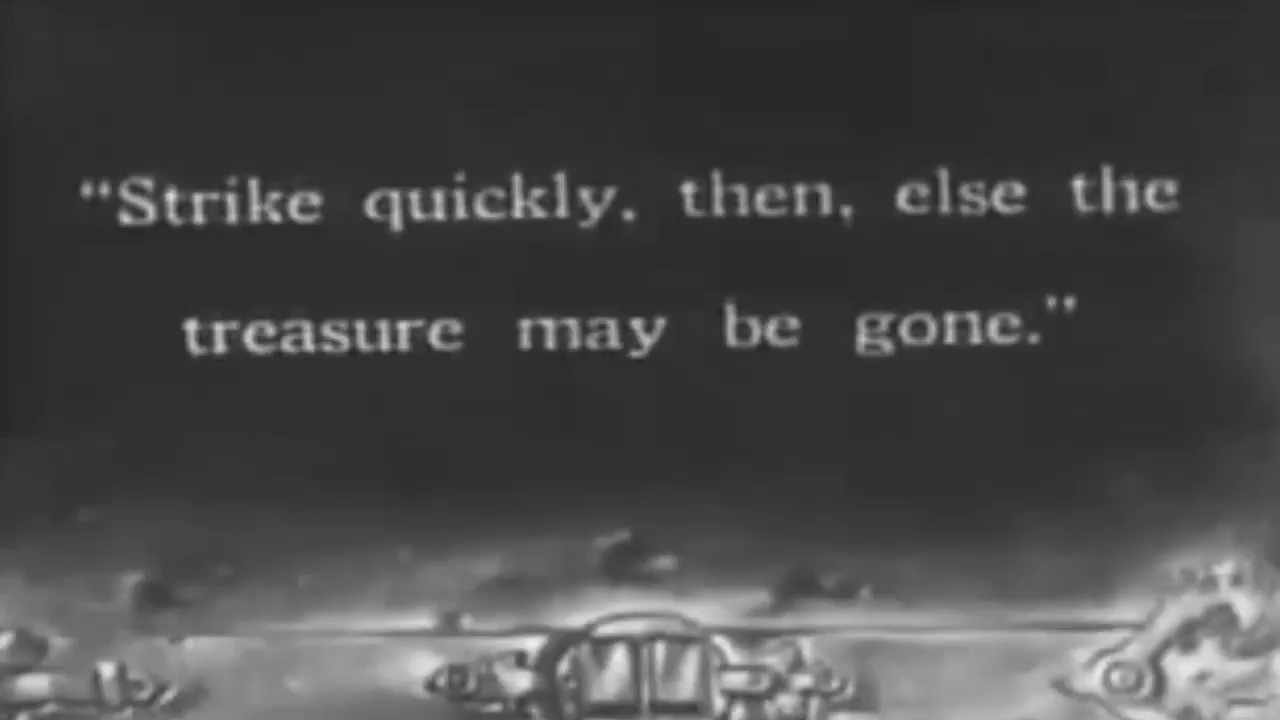 "Strike quickly, then, else the
treasure may be gone."